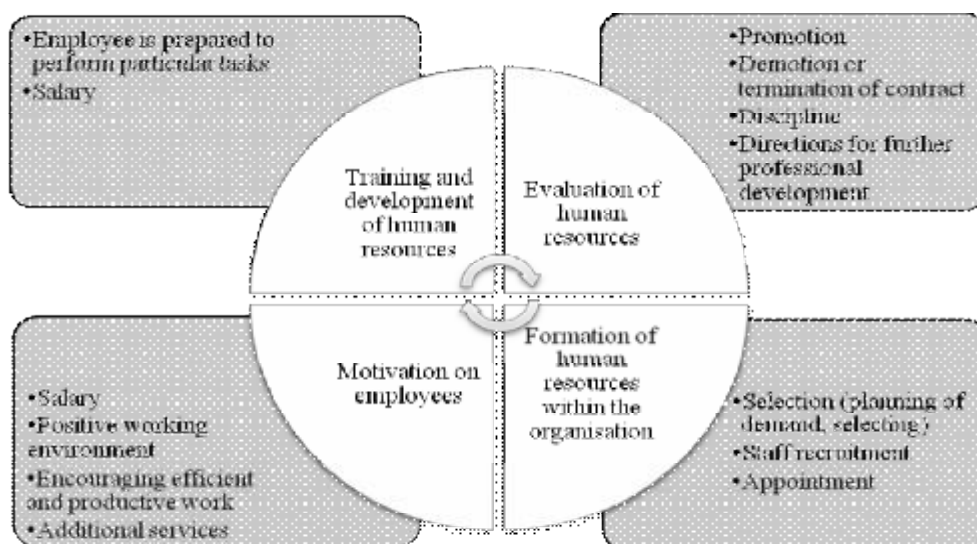 •Employee is prepared to
perform particular tasks
•Salary
•Promotion
•Demotion or
termination of contract
•Discipline
•Directions for further
professional
development
Training and
development
of human
resources
Evaluation of
human
resources
Motivation on
employees
Formation of
human
resources
within the
organisation
•Salary
•Positive working
environment
•Encouraging efficient
and productive work
•Additional services
•Selection (planning of
demand, selecting)
•Staff recruitment
•Appointment